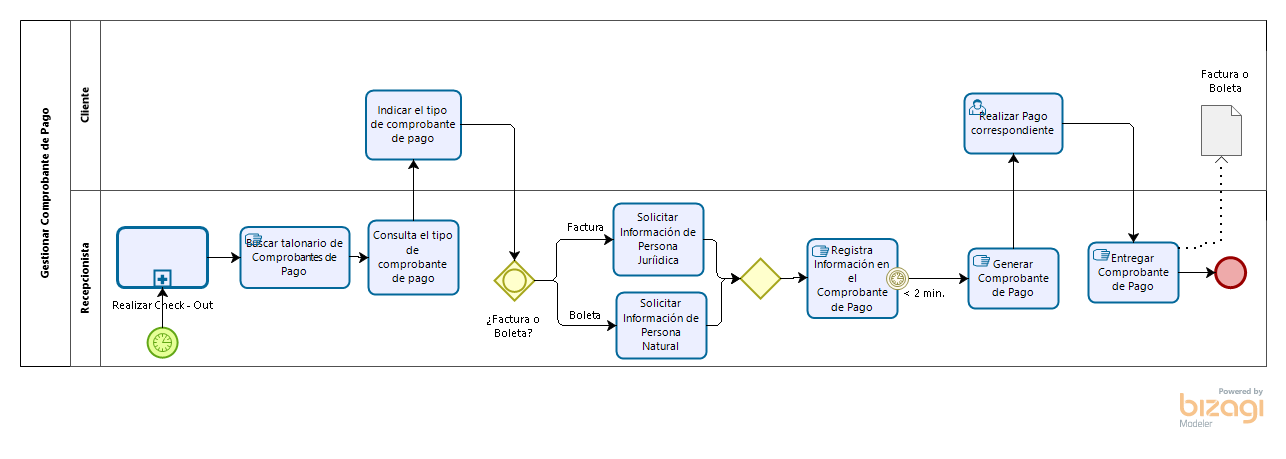 Gestionar Comprobante de Pago
Cliente
Recepcionista
Realizar Check - Out
Buscar talonario de
Comprobantes de
Pago
Consulta el tipo
de
comprobante
de pago
Indicar el tipo
de comprobante
de pago
¿Factura o
Boleta?
Factura
Boleta
Solicitar
Información de
Persona
Juríidica
Solicitar
Información de
Persona
Natural
Registra
Información en
el
Comprobante
de Pago
< 2 min.
Generar
Comprobante
de Pago
Realizar Pago
correspondiente
Entregar
Comprobante
de Pago
Factura o
Boleta
Powered by
bizagi
Modeler